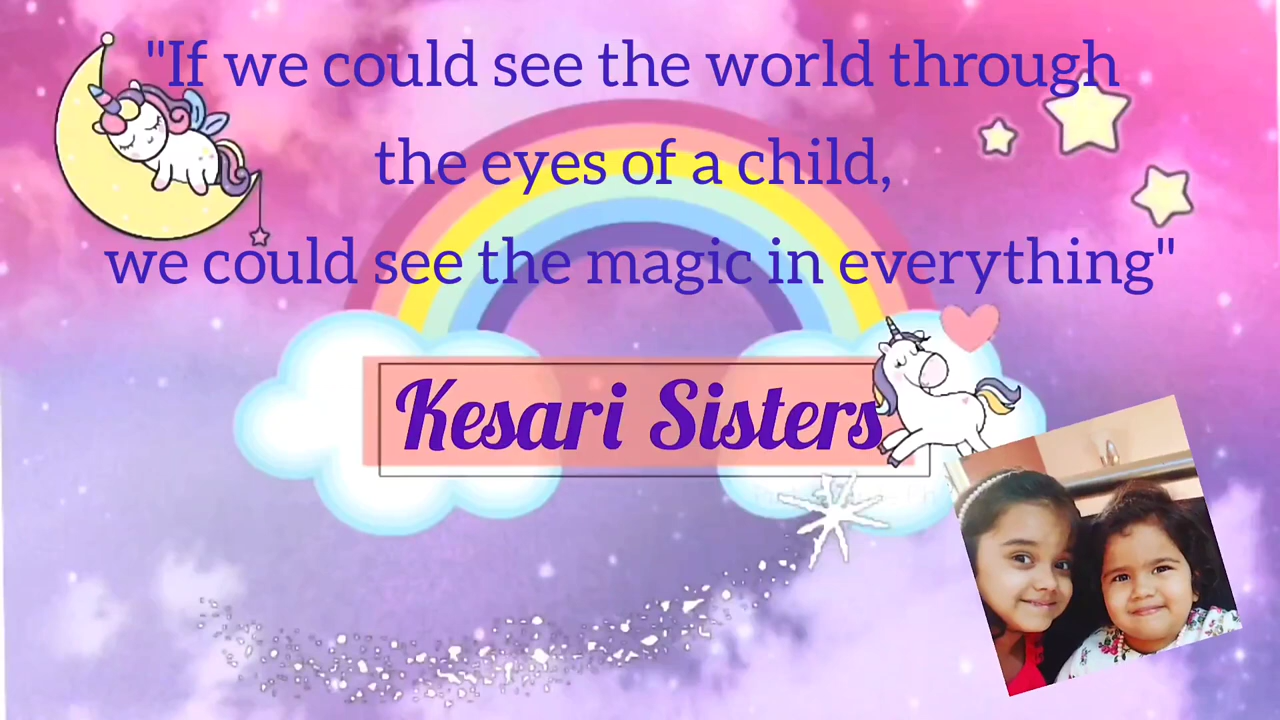 "If we could see the world through
the eyes of a child,
we could see the magic in everything"
Kesari Sisters